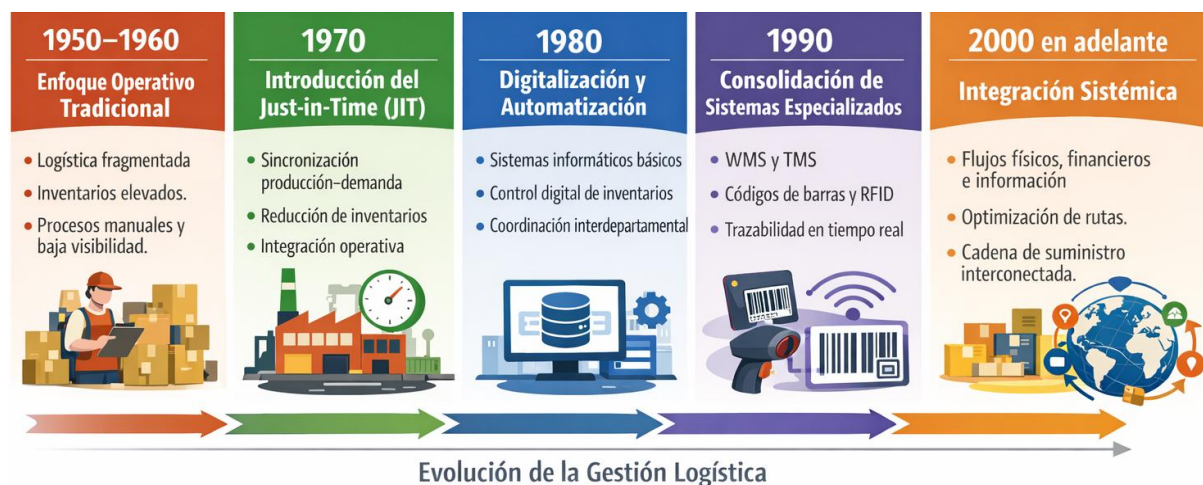 1950–1960
Enfoque Operativo
Tradicional
• Logística fragmentada
• Inventarios elevados.
• Procesos manuales y
baja visibilidad.
1970
Introducción del
Just-in-Time (JIT)
• Sincronización
producción–demanda
• Reducción de inventarios
• Integración operativa
1980
Digitalización y
Automatización
• Sistemas informáticos básicos
• Control digital de inventarios
• Coordinación interdepartamental
1990
Consolidación de
Sistemas Especializados
• WMS y TMS
• Códigos de barras y RFID
• Trazabilidad en tiempo real
2000 en adelante
Integración Sistémica
• Flujos físicos, financieros
e información
• Optimización de rutas.
• Cadena de suministro
interconectada.
Evolución de la Gestión Logística